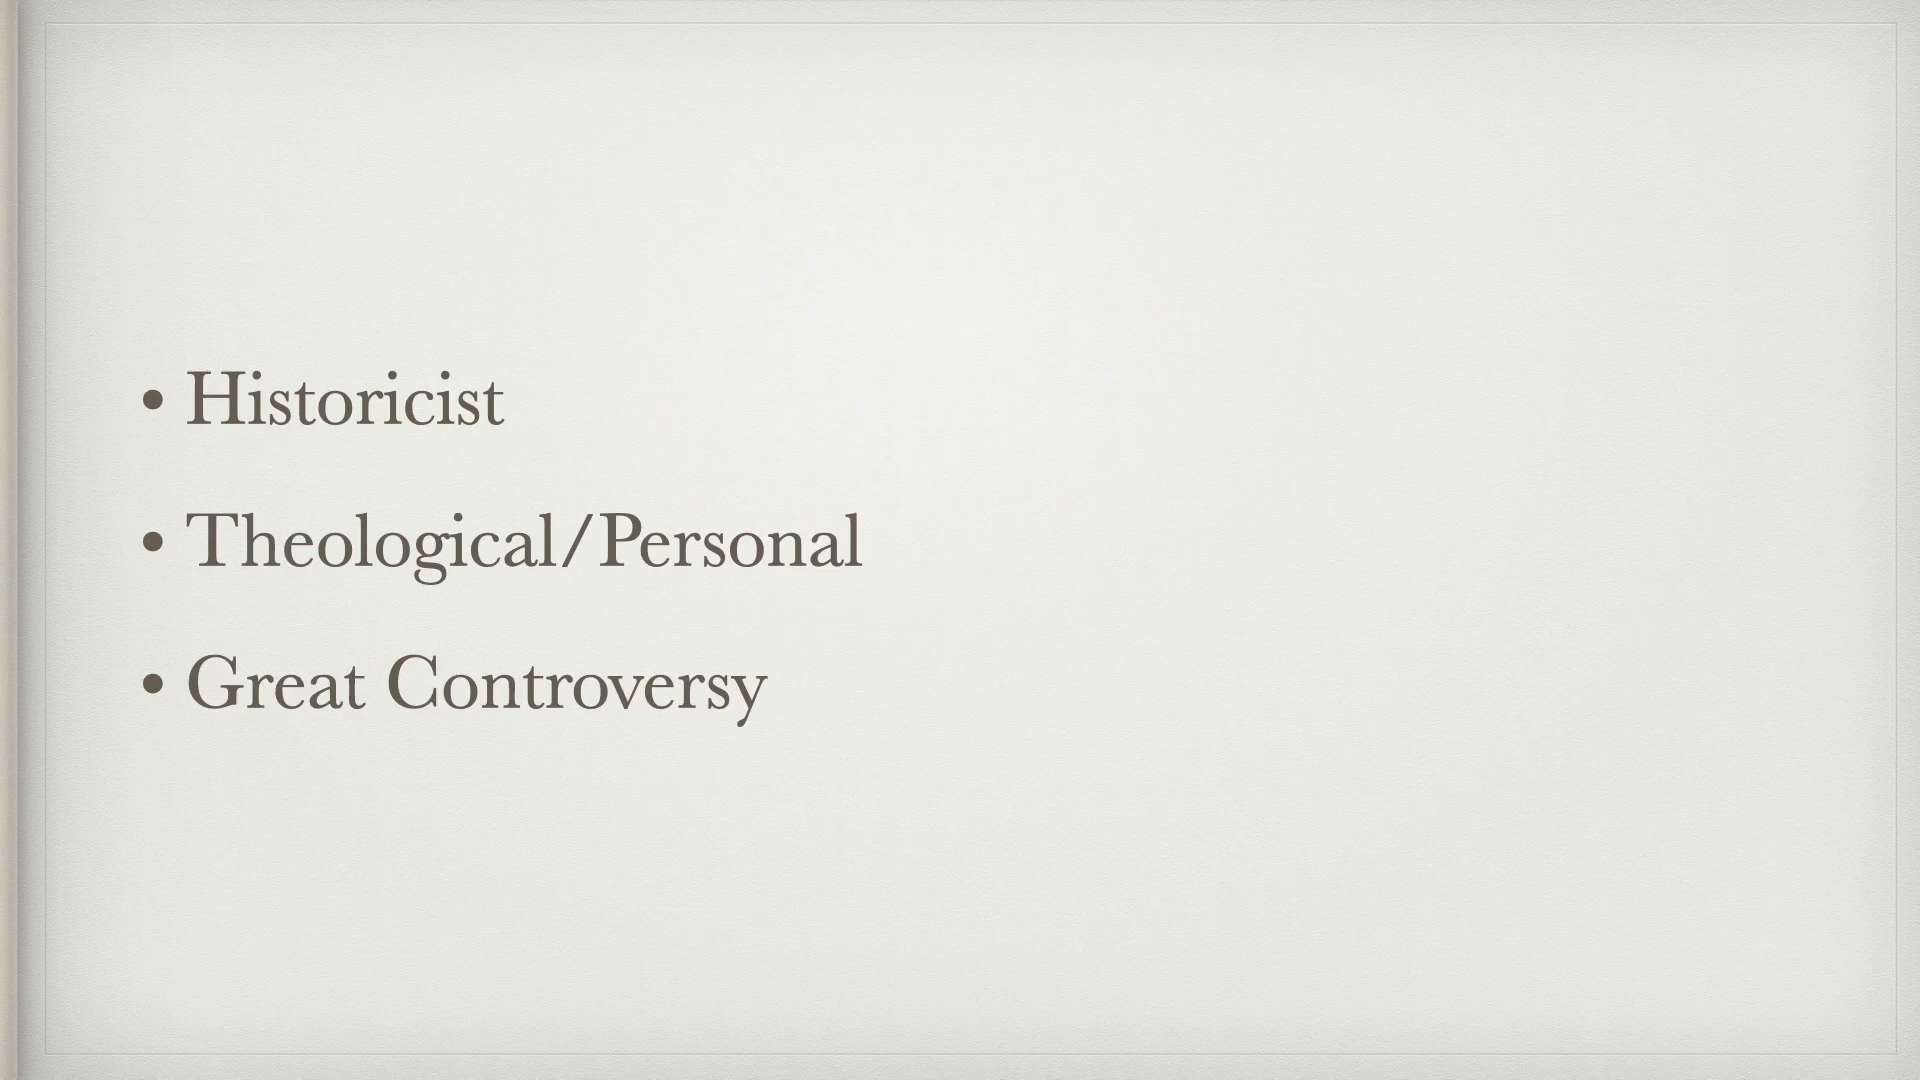 • Historicist
• Theological/Personal
• Great Controversy